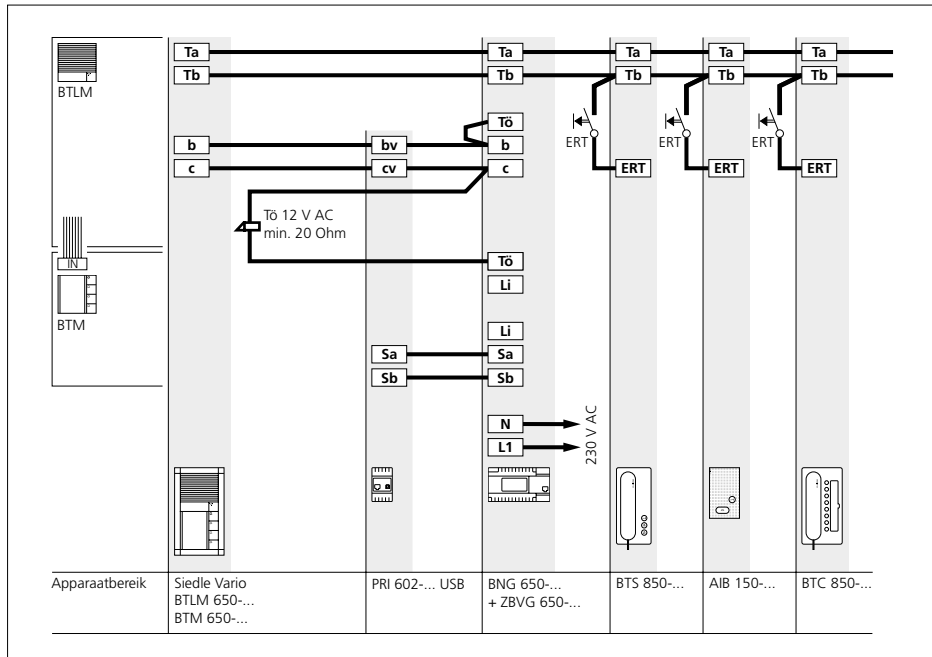 BTLM
Ta Ta Ta Ta Ta
Tb Tb Tb Tb Tb
Tö
b bv b
ERT ERT ERT
c cv c ERT ERT ERT
Tö 12 V AC
min. 20 Ohm
IN
Tö
Li
BTM
Li
Sa Sa
Sb Sb
N
L1
230 V AC
Apparaatbereik Siedle Vario PRI 602-... USB BNG 650-... BTS 850-... AIB 150-... BTC 850-...
BTLM 650-... + ZBVG 650-...
BTM 650-...